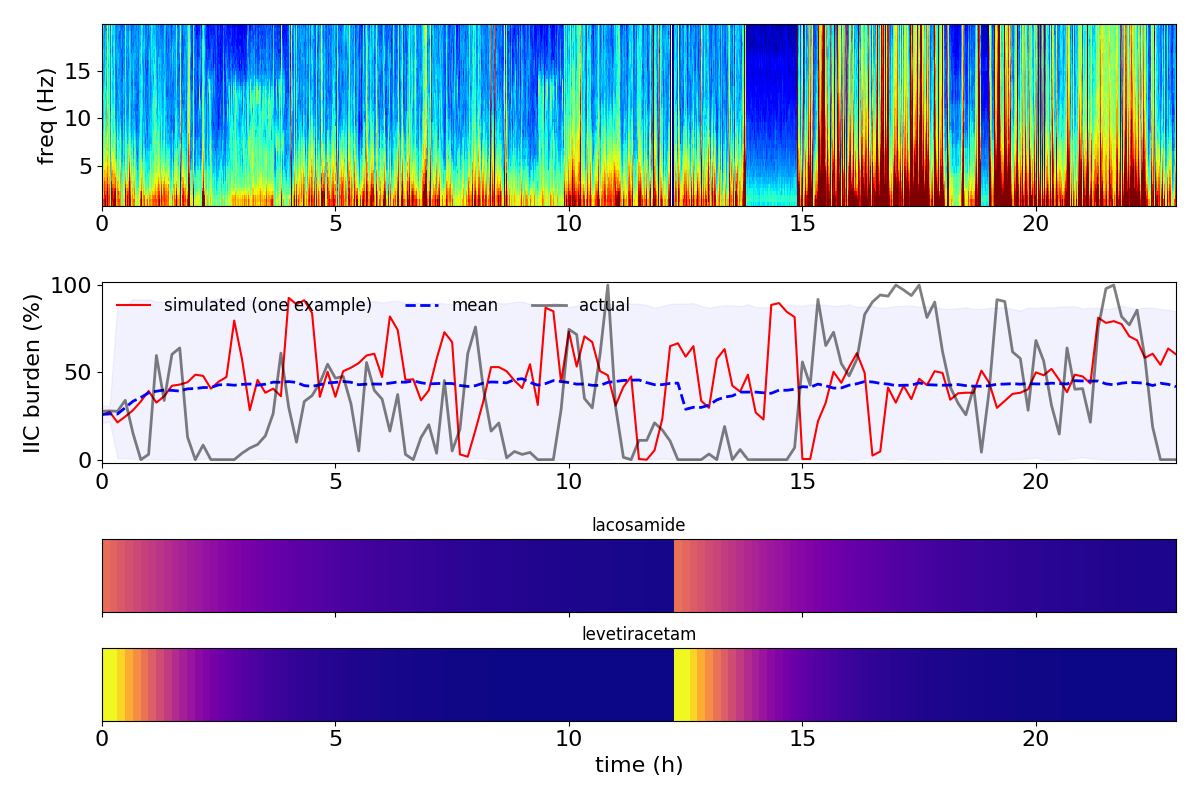 15
10
5
freq (Hz)
0 5 10 15 20
100
50
0
IIC burden (%)
simulated (one example) mean actual
0 5 10 15 20
lacosamide
levetiracetam
0 5 10 15 20
time (h)